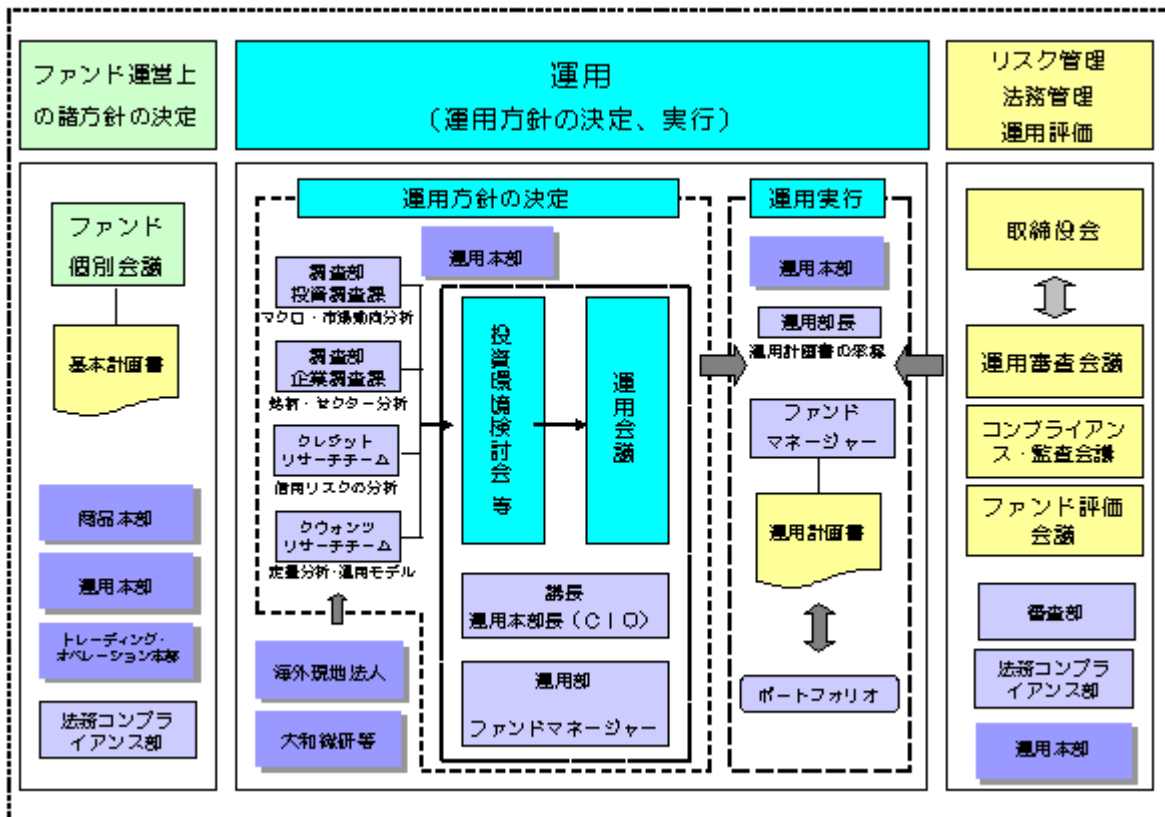 ファンド運営上
の諸方針の決定
運用
(運用方針の決定、実行)
リスク管理
法務管理
運用評価
ファンド
個別会議
基本計画書
商品本部
運用本部
トレーディング・
オペレーション本部
法務コンプラ
イアンス部
運用方針の決定
運用本部
調査部
投資調査課
マクロ・市場動向分析
調査部
企業調査課
銘柄・セクター分析
クレジット
リサーチチーム
信用リスクの分析
クウォンツ
リサーチチーム
定量分析・運用モデル
海外現地法人
大和総研等
投資環境検討会 等
運用会議
議長
運用本部長(CIO)
運用部
ファンドマネージャー
運用実行
運用本部
運用部長
運用計画書の承認
ファンド
マネージャー
運用計画書
ポートフォリオ
取締役会
運用審査会議
コンプライアン
ス・監査会議
ファンド評価
会議
審査部
法務コンプラ
イアンス部
運用本部